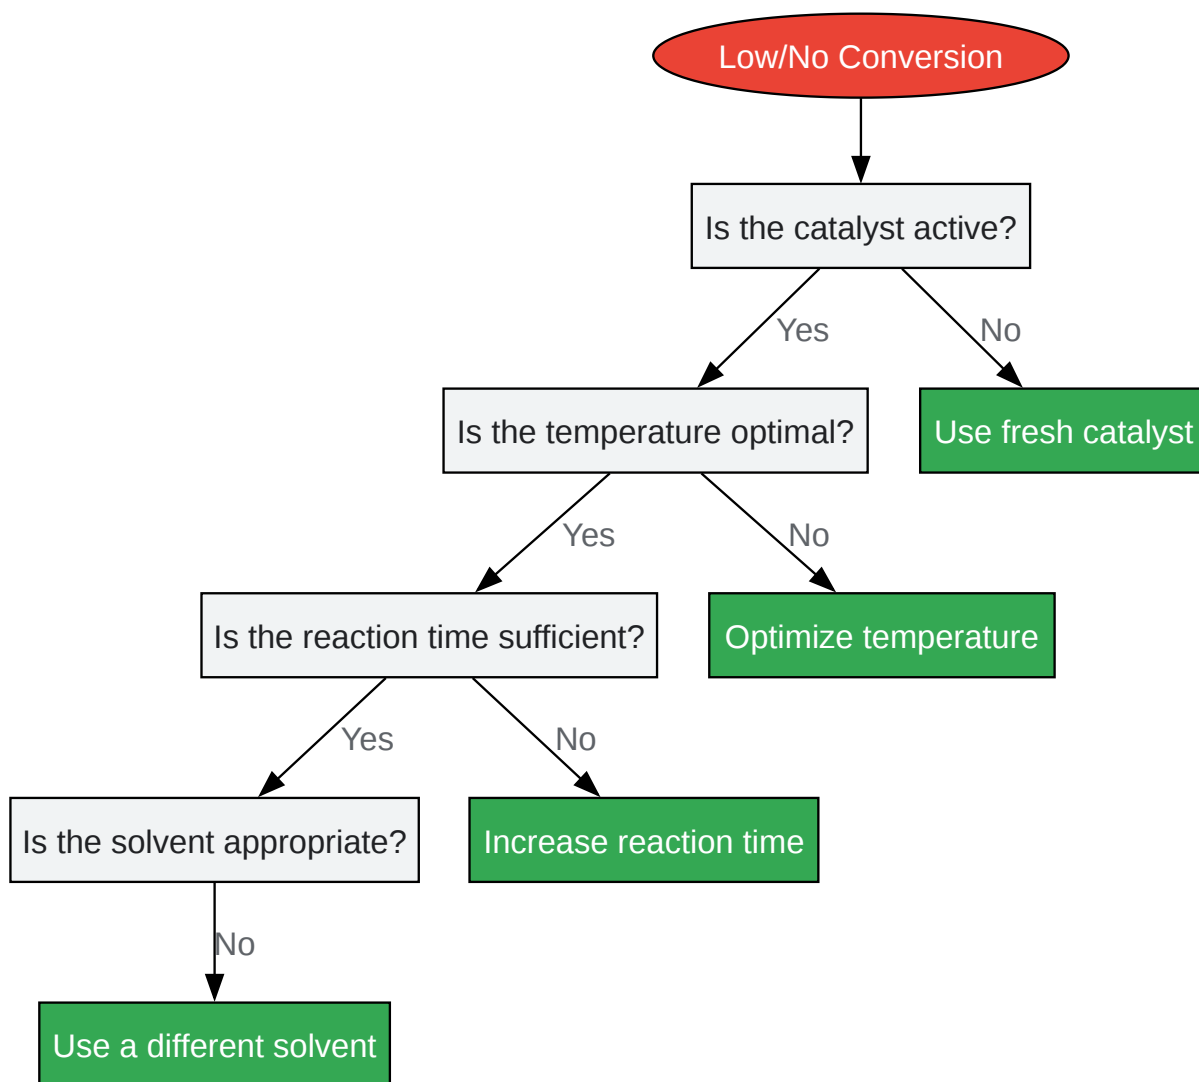 Low/No Conversion
Is the catalyst active?
Yes
No
Is the temperature optimal?
Use fresh catalyst
Yes
No
Is the reaction time sufficient?
Optimize temperature
Yes
No
Is the solvent appropriate?
Increase reaction time
No
Use a different solvent